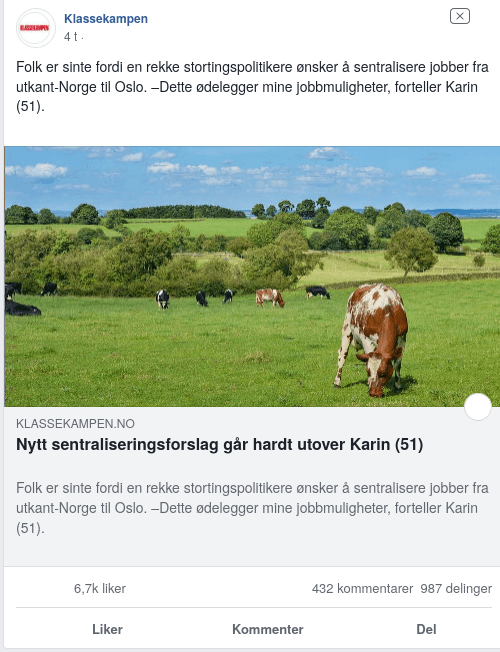 KLASSEKAMPEN
Klassekampen
4 t ·
Folk er sinte fordi en rekke stortingspolitikere ønsker å sentralisere jobber fra
utkant-Norge til Oslo. –Dette ødelegger mine jobbmuligheter, forteller Karin
(51).
KLASSEKAMPEN.NO
Nytt sentraliseringsforslag går hardt utover Karin (51)
Folk er sinte fordi en rekke stortingspolitikere ønsker å sentralisere jobber fra
utkant-Norge til Oslo. –Dette ødelegger mine jobbmuligheter, forteller Karin
(51).
6,7k liker 432 kommentarer 987 delinger
Liker Kommenter Del